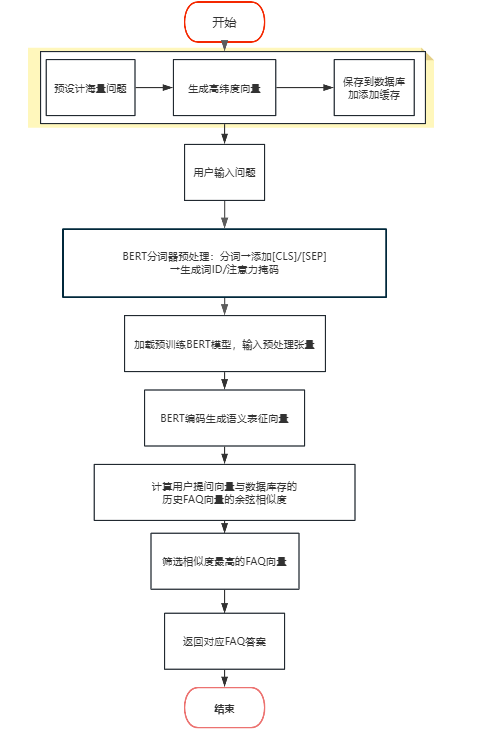 开始
预设计海量问题
生成高纬度向量
保存到数据库
加添加缓存
用户输入问题
BERT分词器预处理：分词→添加[CLS]/[SEP]
→生成词ID/注意力掩码
加载预训练BERT模型，输入预处理张量
BERT编码生成语义表征向量
计算用户提问向量与数据库存的
历史FAQ向量的余弦相似度
筛选相似度最高的FAQ向量
返回对应FAQ答案
结束